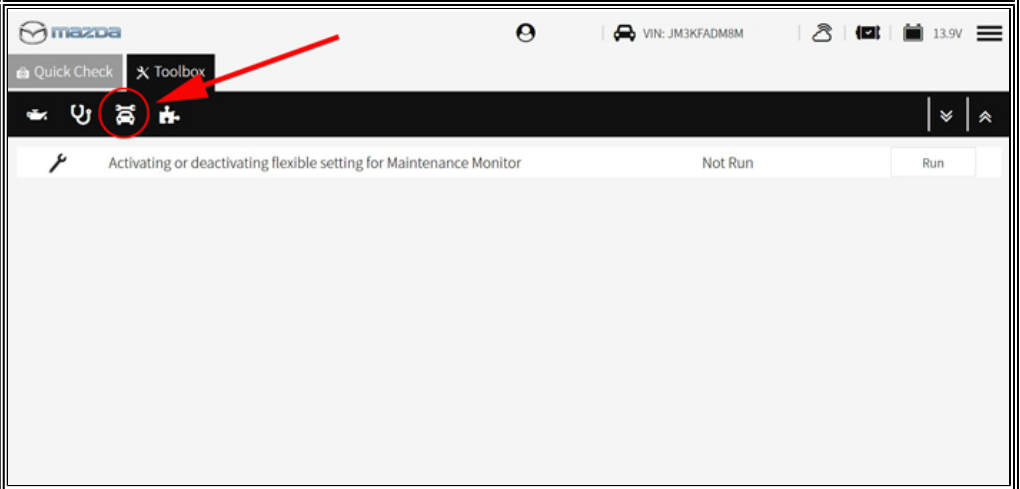 mazda
VIN: JM3KFADM8M
13.9V
Quick Check
Toolbox
Activating or deactivating flexible setting for Maintenance Monitor
Not Run
Run